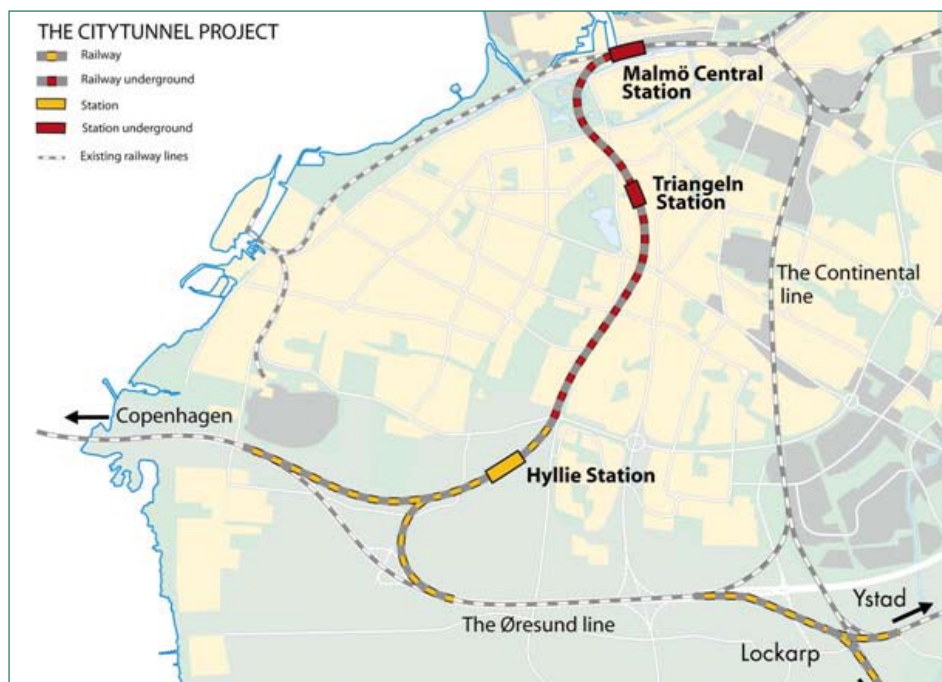 THE CITYTUNNEL PROJECT
Railway
Railway underground
Station
Station underground
Existing railway lines
Malmö Central
Station
Triangeln
Station
The Continental
line
Copenhagen
Hyllie Station
Ystad
The Øresund line
Lockarp